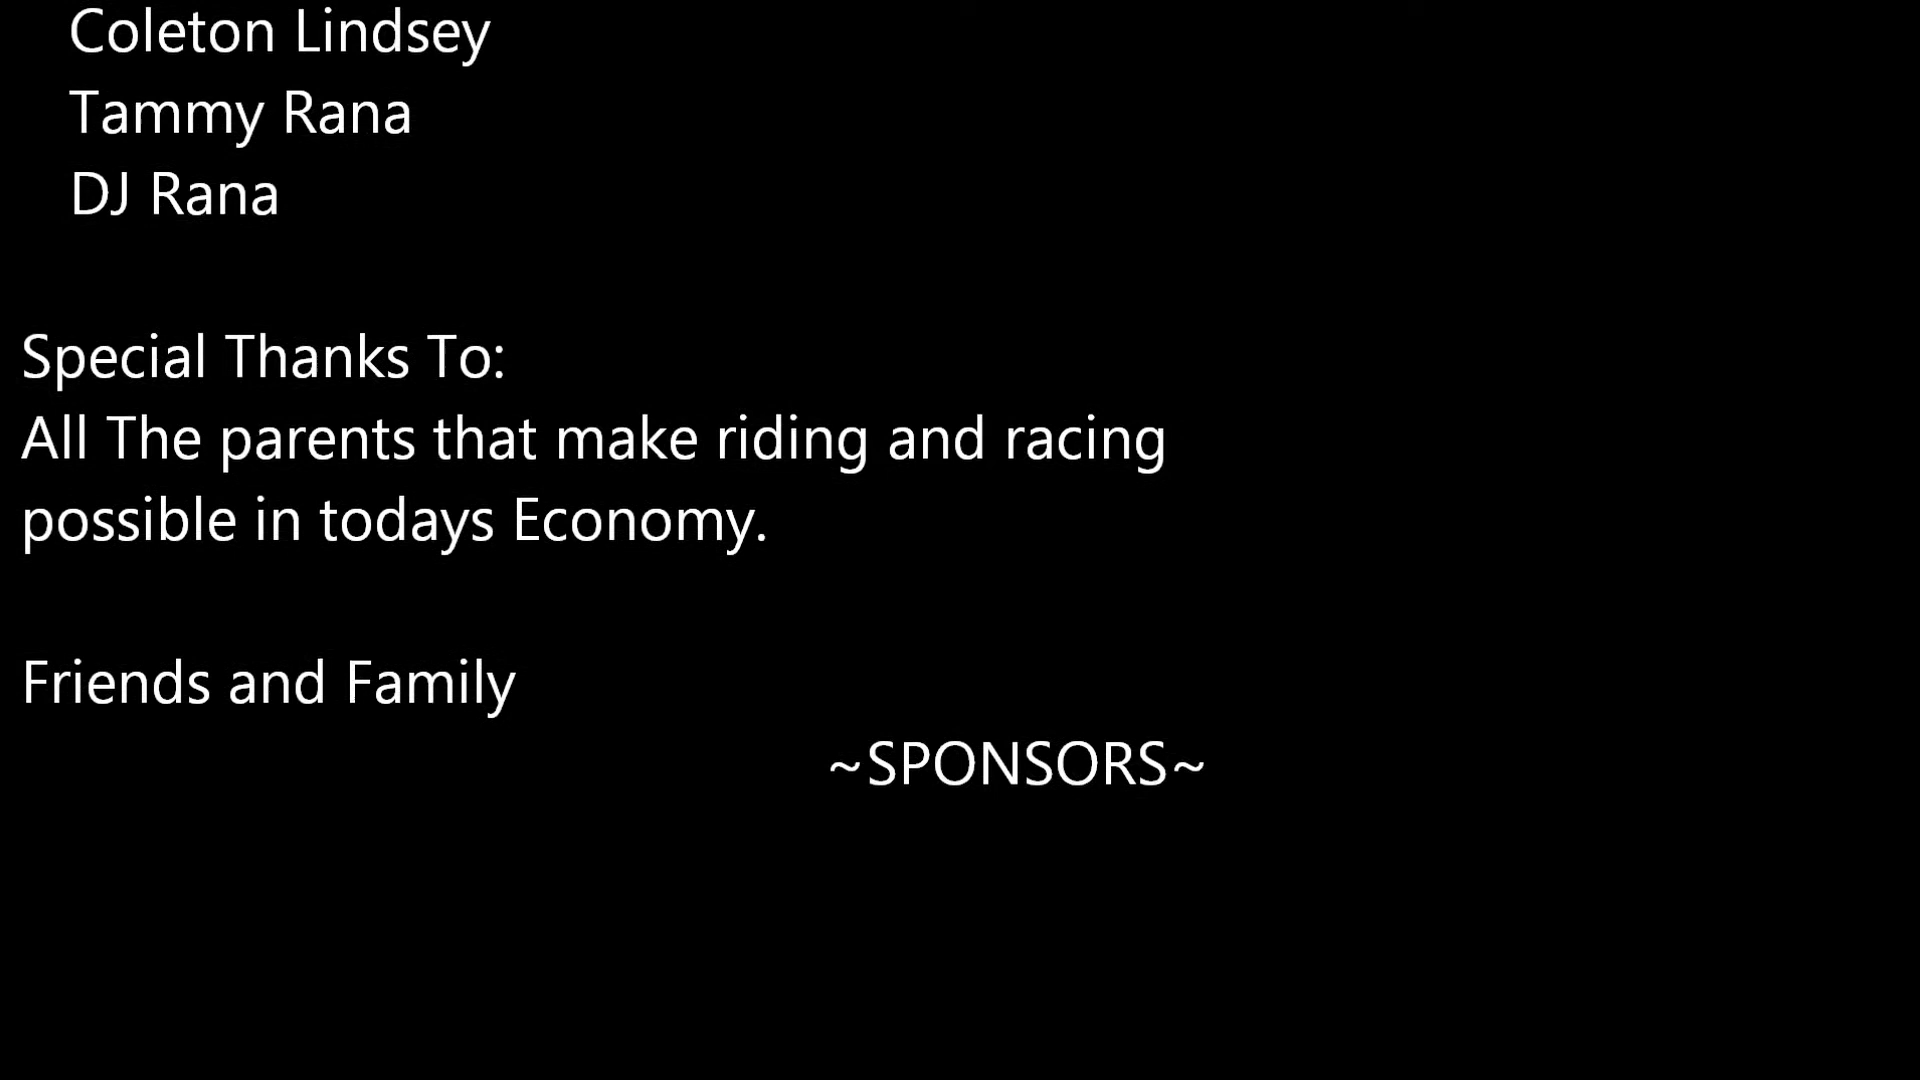 Coleton Lindsey
Tammy Rana
DJ Rana
Special Thanks To:
All The parents that make riding and racing
possible in todays Economy.
Friends and Family
~SPONSORS~